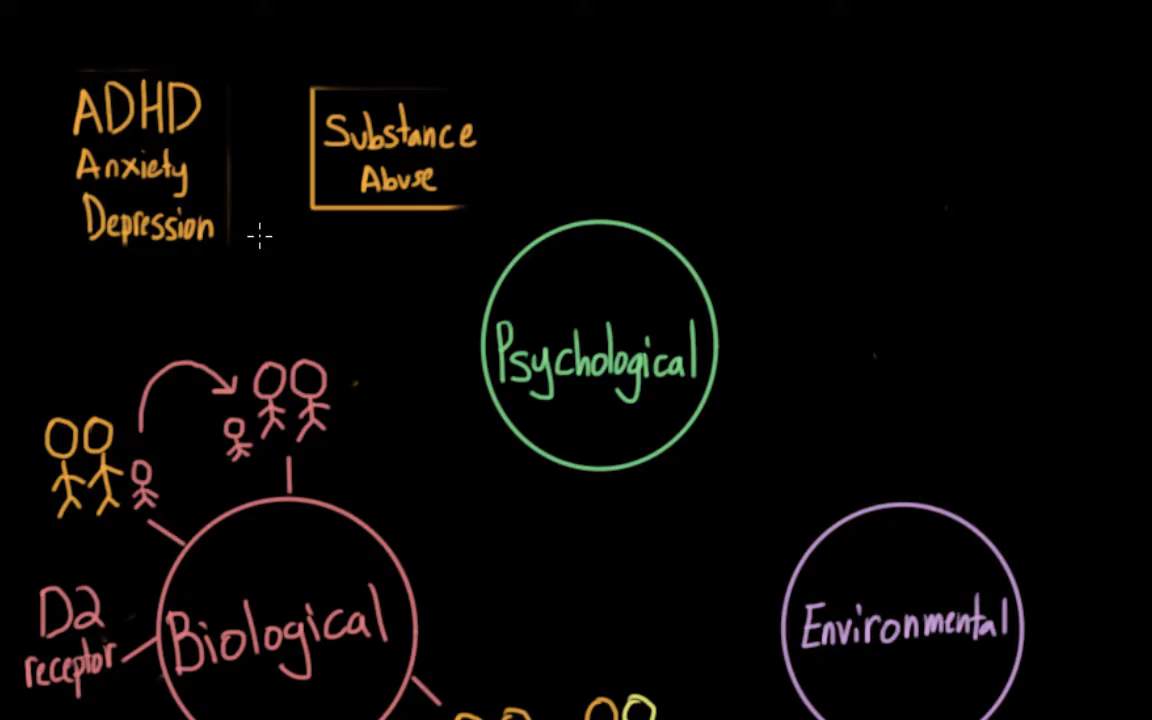 ADHD
Anxiety
Depression
Substance
Abuse
Psychological
D2
receptor
Biological
Environmental